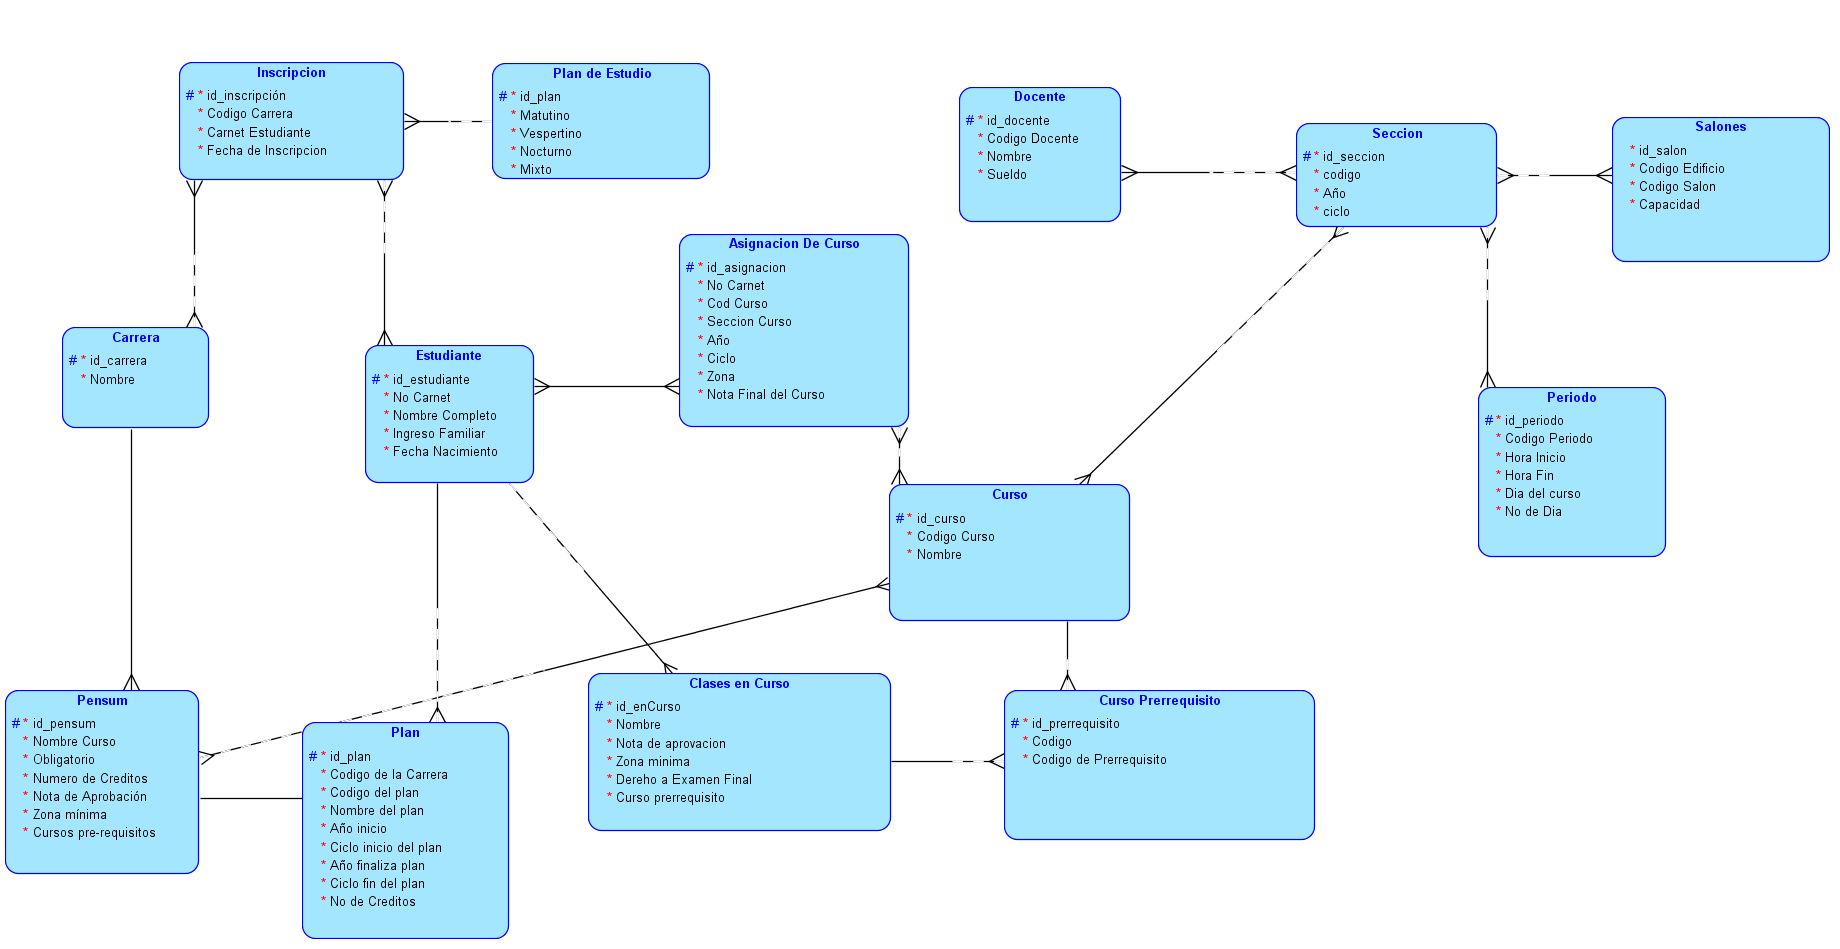 Inscripcion
# * id_inscripción
* Codigo Carrera
* Carnet Estudiante
* Fecha de Inscripcion
Plan de Estudio
# * id_plan
* Matutino
* Vespertino
* Nocturno
* Mixto
Docente
# * id_docente
* Codigo Docente
* Nombre
* Sueldo
Seccion
# * id_seccion
* codigo
* Año
* ciclo
Salones
* id_salon
* Codigo Edificio
* Codigo Salon
* Capacidad
Asignacion De Curso
# * id_asignacion
* No Carnet
* Cod Curso
* Seccion Curso
* Año
* Ciclo
* Zona
* Nota Final del Curso
Carrera
# * id_carrera
* Nombre
Estudiante
# * id_estudiante
* No Carnet
* Nombre Completo
* Ingreso Familiar
* Fecha Nacimiento
Periodo
# * id_periodo
* Codigo Periodo
* Hora Inicio
* Hora Fin
* Dia del curso
* No de Dia
Curso
# * id_curso
* Codigo Curso
* Nombre
Pensum
# * id_pensum
* Nombre Curso
* Obligatorio
* Numero de Creditos
* Nota de Aprobación
* Zona mínima
* Cursos pre-requisitos
Plan
# * id_plan
* Codigo de la Carrera
* Codigo del plan
* Nombre del plan
* Año inicio
* Ciclo inicio del plan
* Año finaliza plan
* Ciclo fin del plan
* No de Creditos
Clases en Curso
# * id_enCurso
* Nombre
* Nota de aprovacion
* Zona minima
* Dereho a Examen Final
* Curso prerrequisito
Curso Prerrequisito
# * id_prerrequisito
* Codigo
* Codigo de Prerrequisito